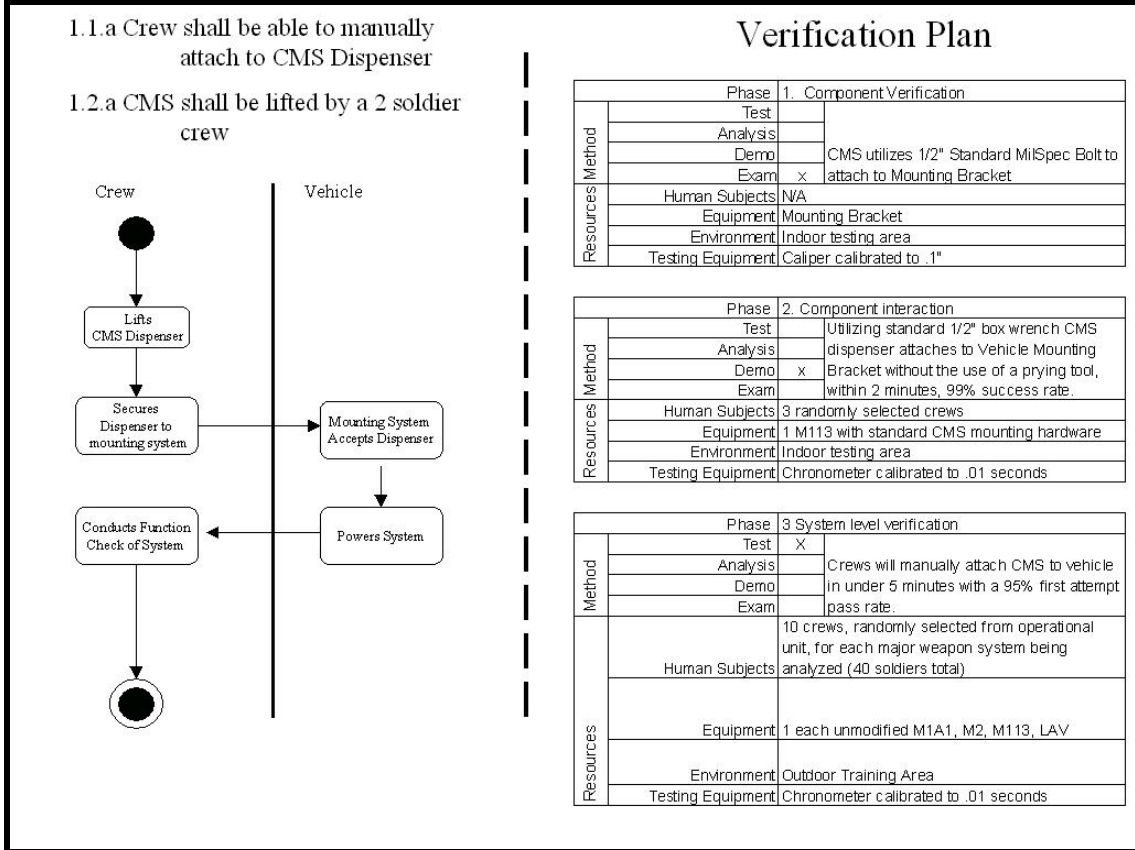 1.1.a Crew shall be able to manually
attach to CMS Dispenser
1.2.a CMS shall be lifted by a 2 soldier
crew
Crew
Vehicle
Lifts
CMS Dispenser
Secures
Dispenser to
mounting system
Mounting System
Accepts Dispenser
Conducts Function
Check of System
Powers System
Verification Plan
Phase 1. Component Verification
Method
Test
Analysis
Demo CMS utilizes 1/2" Standard MilSpec Bolt to
Exam x attach to Mounting Bracket
Resources
Human Subjects N/A
Equipment Mounting Bracket
Environment Indoor testing area
Testing Equipment Caliper calibrated to .1"
Phase 2. Component interaction
Method
Test Utilizing standard 1/2" box wrench CMS
Analysis dispenser attaches to Vehicle Mounting
Demo x Bracket without the use of a prying tool,
Exam within 2 minutes, 99% success rate.
Resources
Human Subjects 3 randomly selected crews
Equipment 1 M113 with standard CMS mounting hardware
Environment Indoor testing area
Testing Equipment Chronometer calibrated to .01 seconds
Phase 3 System level verification
Method
Test X
Analysis Crews will manually attach CMS to vehicle
Demo in under 5 minutes with a 95% first attempt
Exam pass rate.
Resources
10 crews, randomly selected from operational
unit, for each major weapon system being
Human Subjects analyzed (40 soldiers total)
Equipment 1 each unmodified M1A1, M2, M113, LAV
Environment Outdoor Training Area
Testing Equipment Chronometer calibrated to .01 seconds